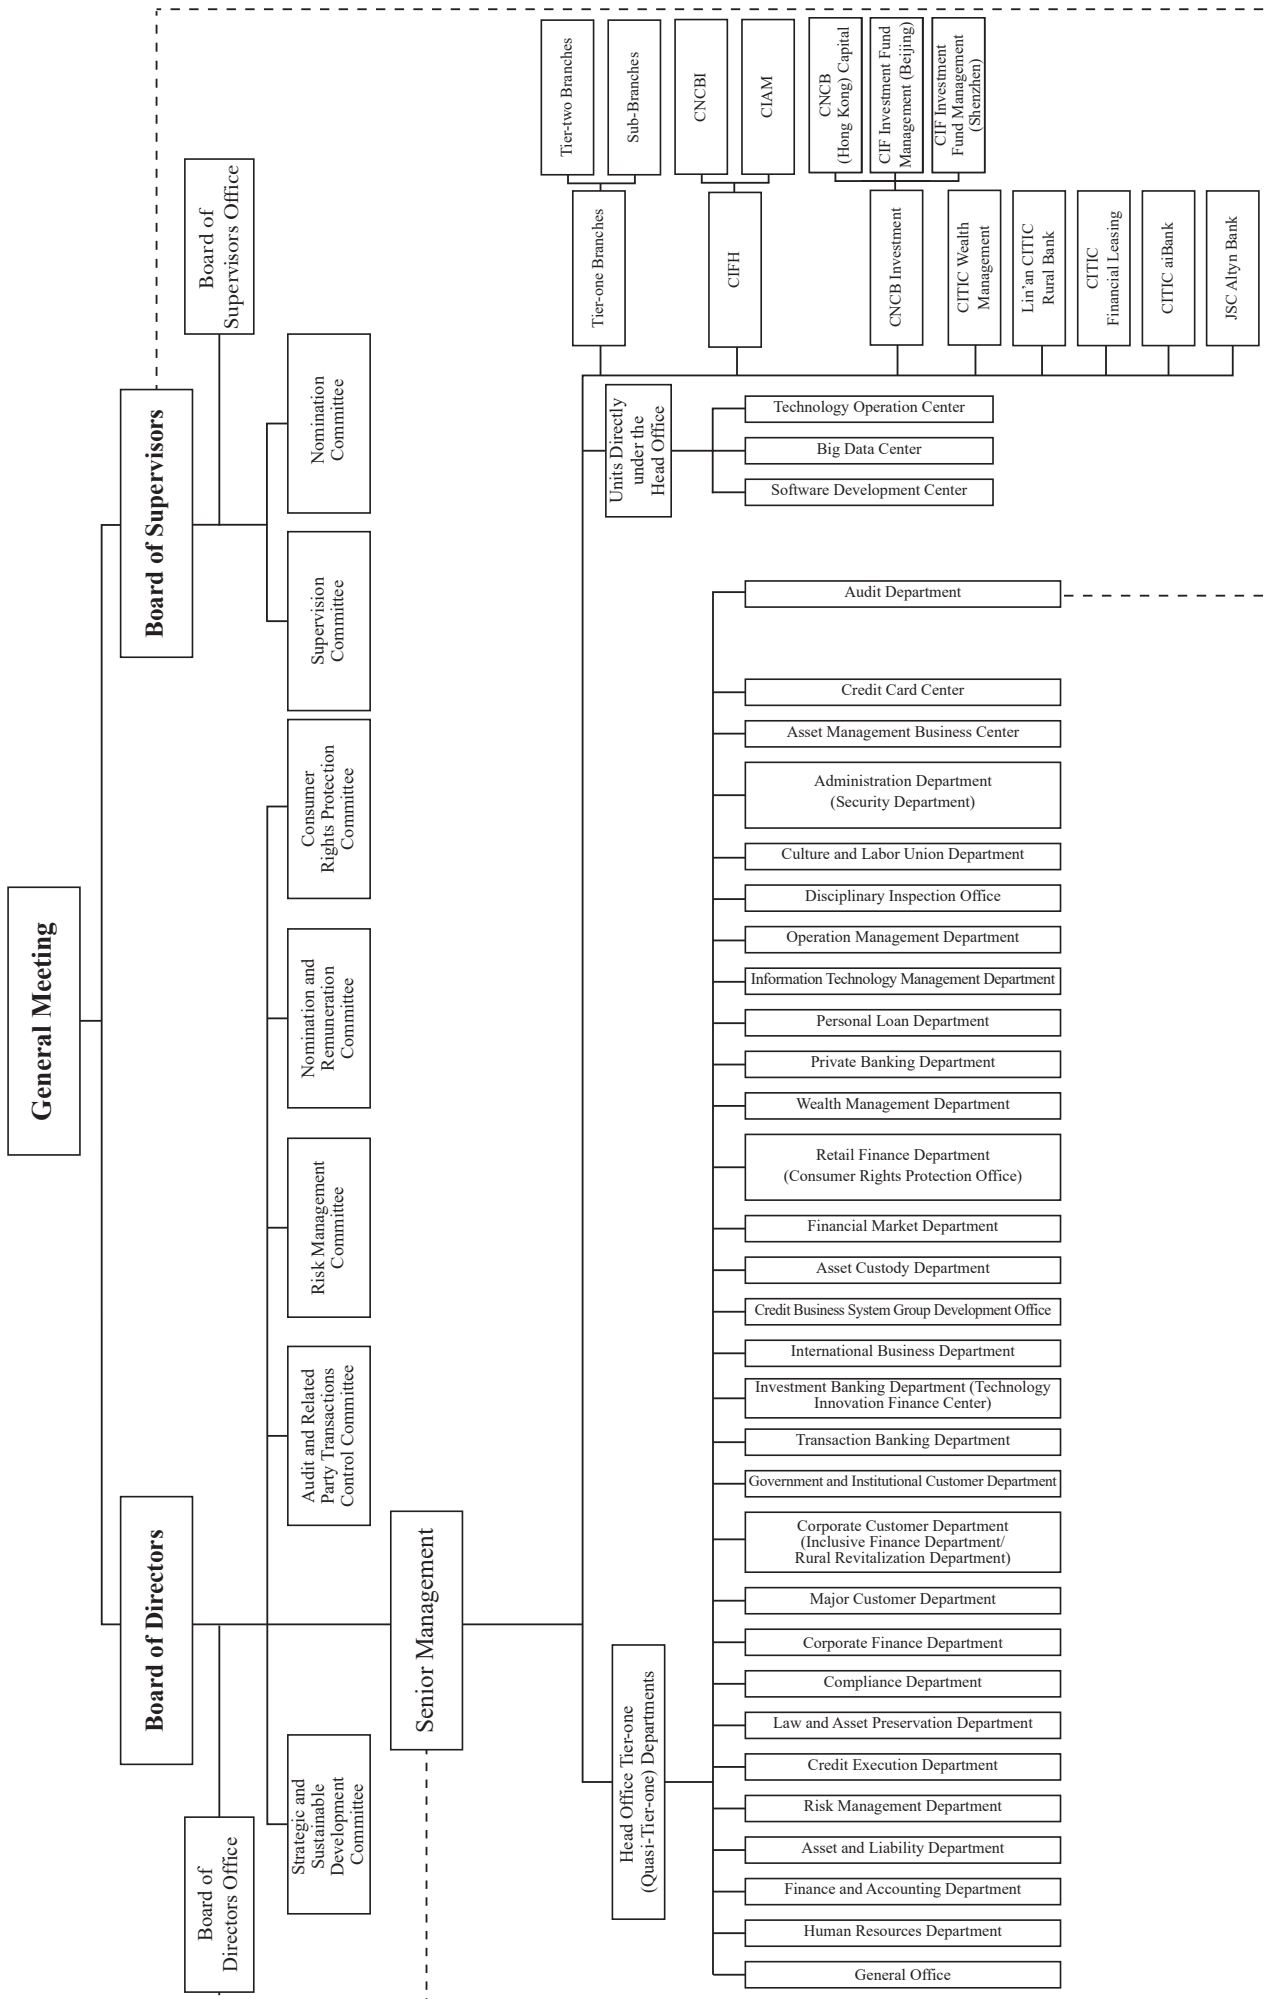 General Meeting
Board of Directors
Board of Supervisors
Board of
Directors Office
Board of
Supervisors Office
Strategic and
Sustainable
Development
Committee
Audit and Related
Party Transactions
Control Committee
Risk Management
Committee
Nomination and
Remuneration
Committee
Consumer
Rights Protection
Committee
Supervision
Committee
Nomination
Committee
Senior Management
Head Office Tier-one
(Quasi-Tier-one) Departments
Units Directly
under the
Head Office
Tier-one Branches
Tier-two Branches
Sub-Branches
CIFH
CNCBI
CIAM
CNCB Investment
CNCB
(Hong Kong) Capital
CIF Investment Fund
Management (Beijing)
CIF Investment
Fund Management
(Shenzhen)
CITIC Wealth
Management
Lin'an CITIC
Rural Bank
CITIC
Financial Leasing
CITIC aiBank
JSC Altyn Bank
Technology Operation Center
Big Data Center
Software Development Center
Audit Department
Credit Card Center
Asset Management Business Center
Administration Department
(Security Department)
Culture and Labor Union Department
Disciplinary Inspection Office
Operation Management Department
Information Technology Management Department
Personal Loan Department
Private Banking Department
Wealth Management Department
Retail Finance Department
(Consumer Rights Protection Office)
Financial Market Department
Asset Custody Department
Credit Business System Group Development Office
International Business Department
Investment Banking Department (Technology
Innovation Finance Center)
Transaction Banking Department
Government and Institutional Customer Department
Corporate Customer Department
(Inclusive Finance Department/
Rural Revitalization Department)
Major Customer Department
Corporate Finance Department
Compliance Department
Law and Asset Preservation Department
Credit Execution Department
Risk Management Department
Asset and Liability Department
Finance and Accounting Department
Human Resources Department
General Office